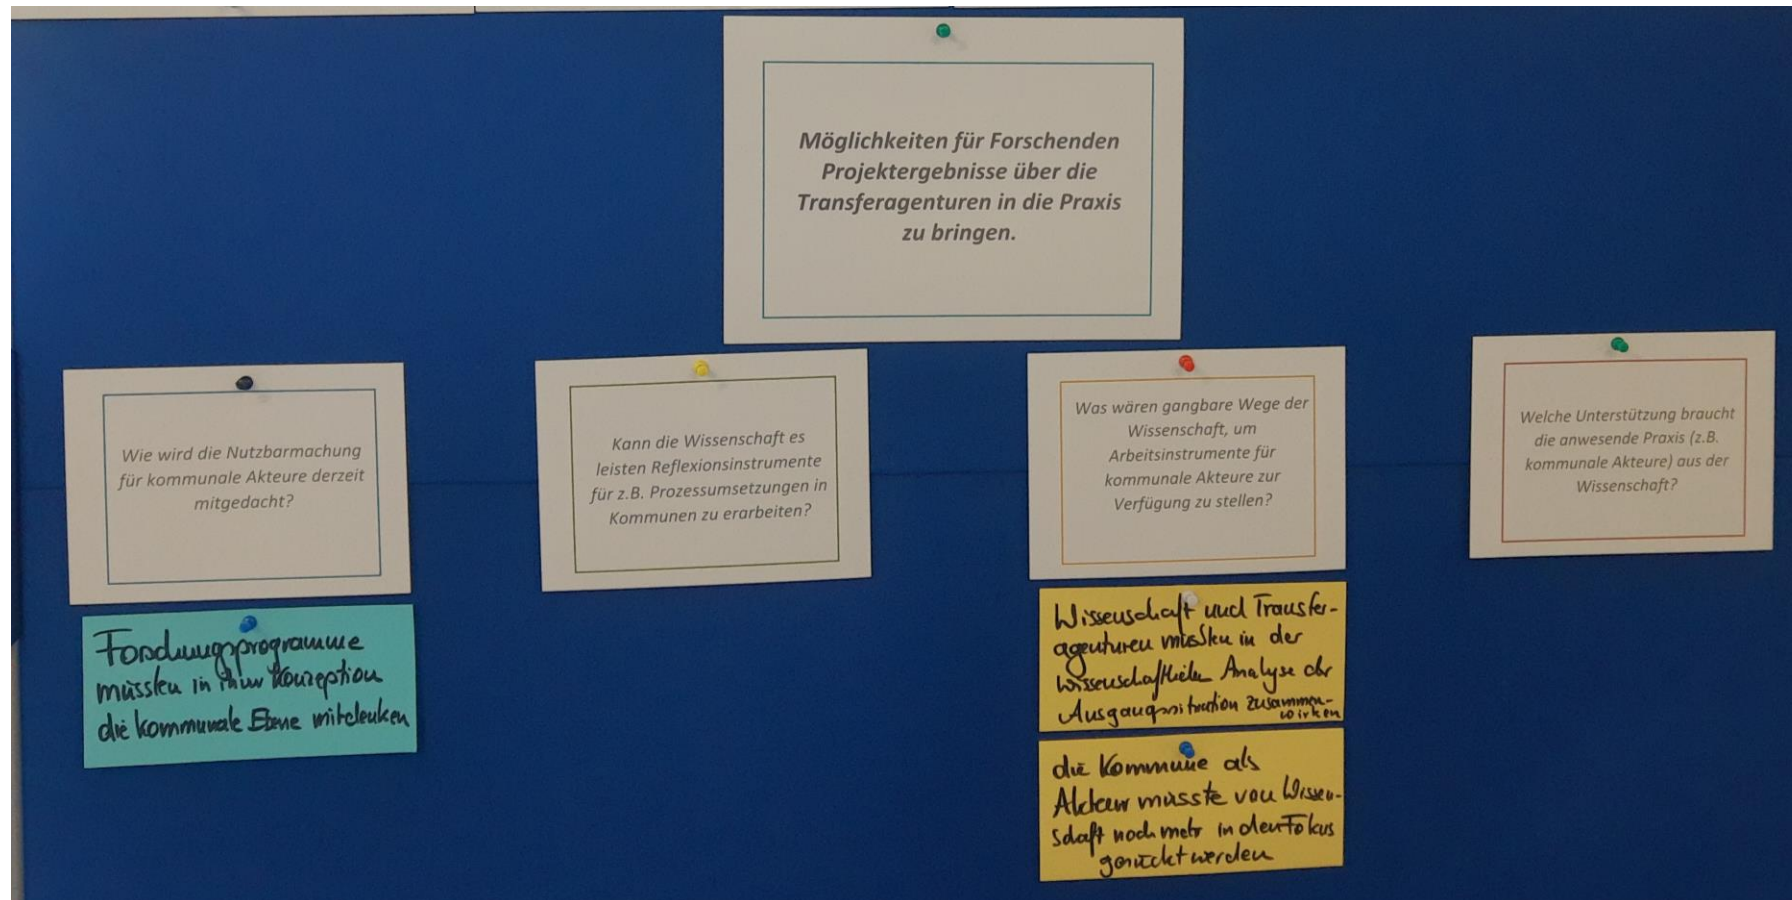 Möglichkeiten für Forschenden
Projektergebnisse über die
Transferagenturen in die Praxis
zu bringen.
Wie wird die Nutzbarmachung
für kommunale Akteure derzeit
mitgedacht?
Forschungsprogramme
müssten in ihrer Konzeption
die kommunale Ebene mitdenken
Kann die Wissenschaft es
leisten Reflexionsinstrumente
für z.B. Prozessumsetzungen in
Kommunen zu erarbeiten?
Was wären gangbare Wege der
Wissenschaft, um
Arbeitsinstrumente für
kommunale Akteure zur
Verfügung zu stellen?
Wissenschaft und Transfer-
agenturen müssten in der
wissenschaftlichen Analyse der
Ausgangssituation zusammen-
wirken
die Kommune als
Akteur müsste von Wissen-
schaft noch mehr in den Fokus
gerückt werden
Welche Unterstützung braucht
die anwesende Praxis (z.B.
kommunale Akteure) aus der
Wissenschaft?